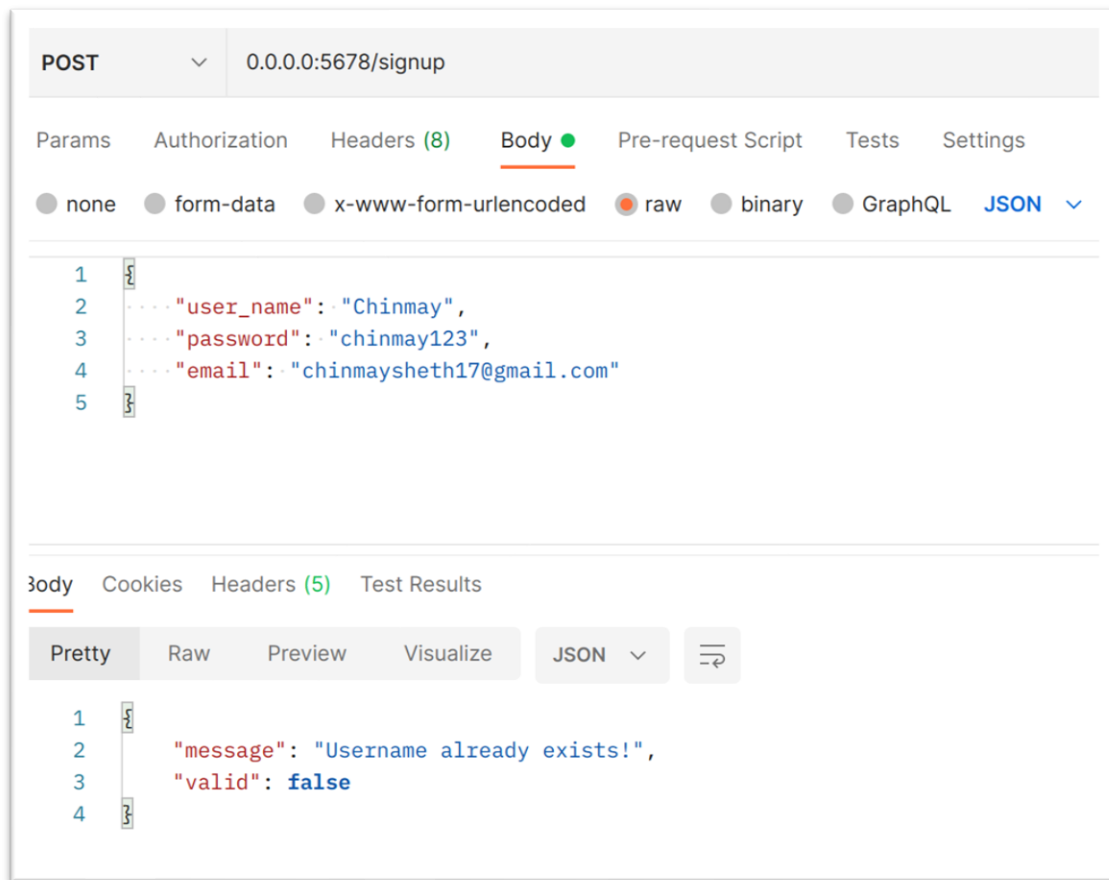 POST 0.0.0.0:5678/signup
Params Authorization Headers (8) Body Pre-request Script Tests Settings
none form-data x-www-form-urlencoded raw binary GraphQL JSON
1 {
2 "user_name": "Chinmay",
3 "password": "chinmay123",
4 "email": "chinmaysheth17@gmail.com"
5 }
Body Cookies Headers (5) Test Results
Pretty Raw Preview Visualize JSON
1 {
2 "message": "Username already exists!",
3 "valid": false
4 }